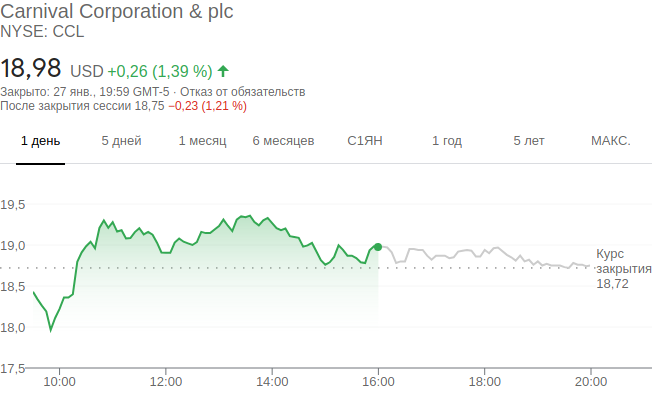 Carnival Corporation & plc
NYSE: CCL
18,98 USD +0,26 (1,39 %)
Закрыто: 27 янв., 19:59 GMT-5 · Отказ от обязательств
После закрытия сессии 18,75 −0,23 (1,21 %)
1 день 5 дней 1 месяц 6 месяцев С1ЯН 1 год 5 лет МАКС.
19,5
19,0
18,5
18,0
17,5
Курс
закрытия
18,72
10:00 12:00 14:00 16:00 18:00 20:00